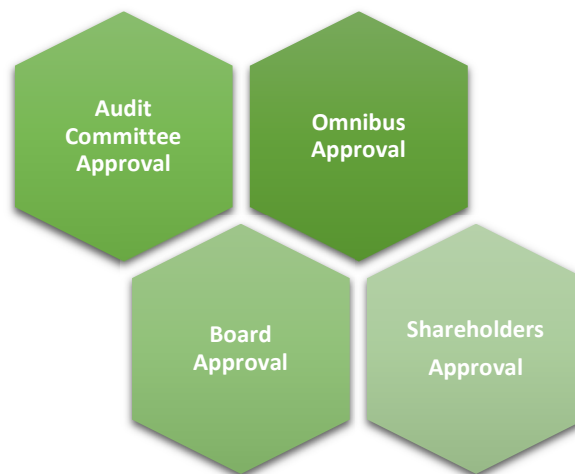 Audit
Committee
Approval
Omnibus
Approval
Board
Approval
Shareholders
Approval